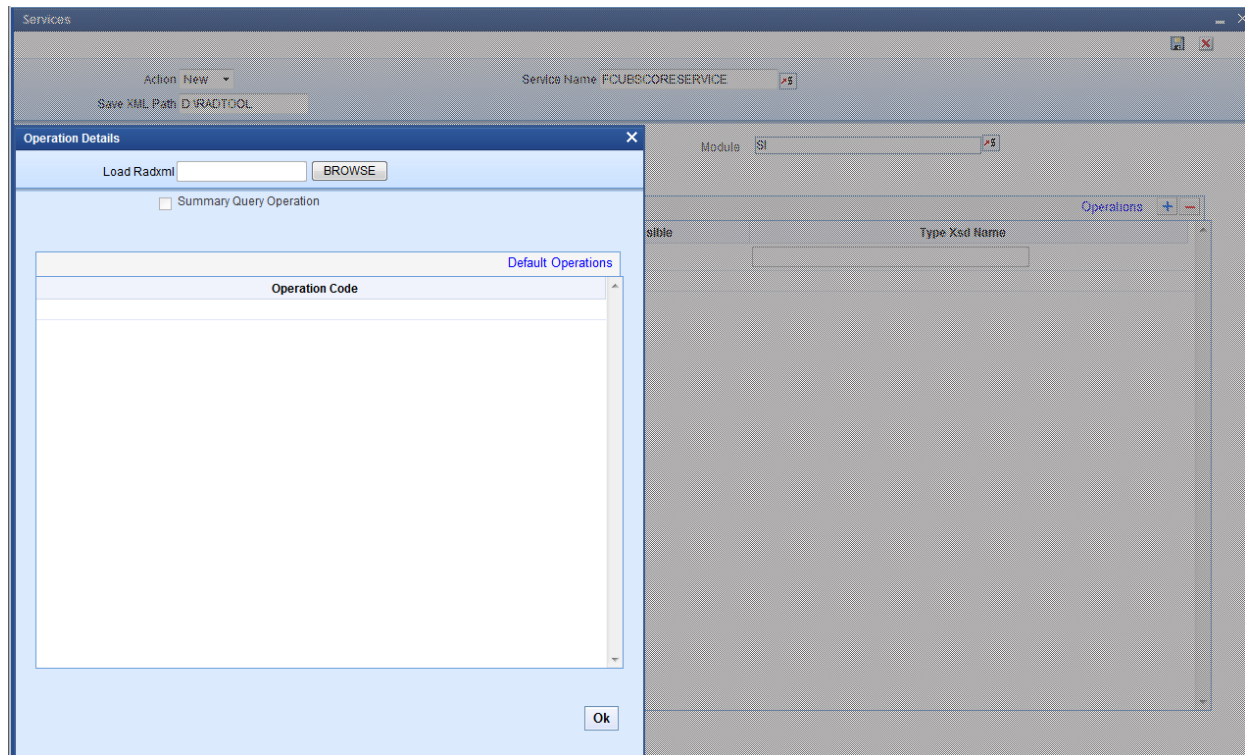 Services
Action New
Service Name FCUBSCORESERVICE
Save XML Path D:\RADTOOL
Operation Details
Module SI
Load Radxml BROWSE
Summary Query Operation
Operations
sible
Type Xsd Name
Default Operations
Operation Code
Ok